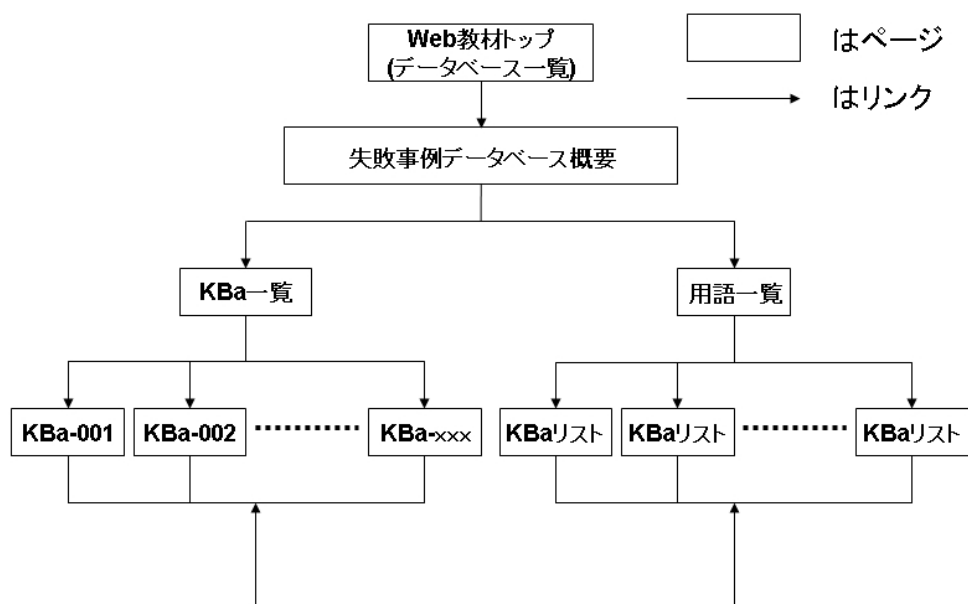 Web教材トップ
(データベース一覧)
はページ
はリンク
失敗事例データベース概要
KBa一覧
用語一覧
KBa-001
KBa-002
KBa-×××
KBaリスト
KBaリスト
KBaリスト